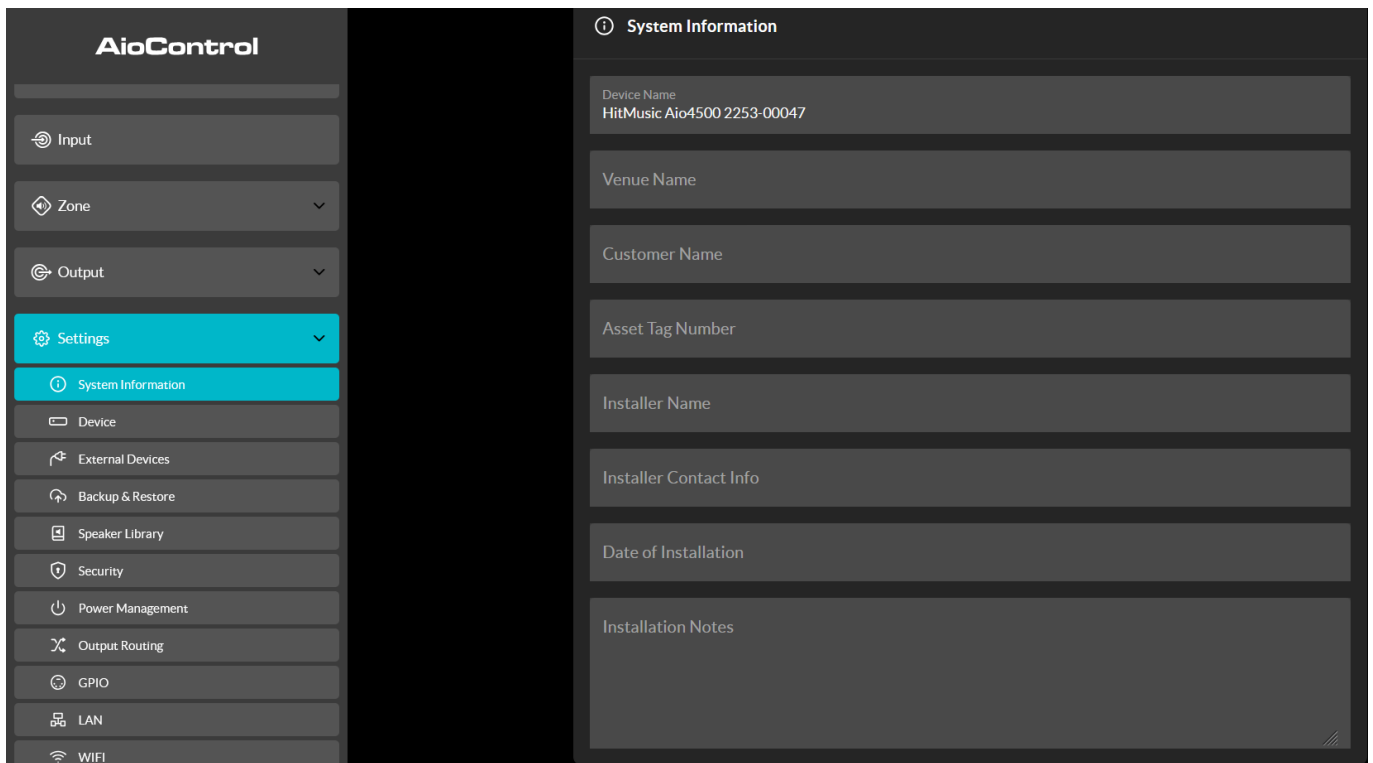 AioControl
Input
Zone
Output
Settings
System Information
Device
External Devices
Backup & Restore
Speaker Library
Security
Power Management
Output Routing
GPIO
LAN
WIFI
System Information
Device Name
HitMusic Aio4500 2253-00047
Venue Name
Customer Name
Asset Tag Number
Installer Name
Installer Contact Info
Date of Installation
Installation Notes